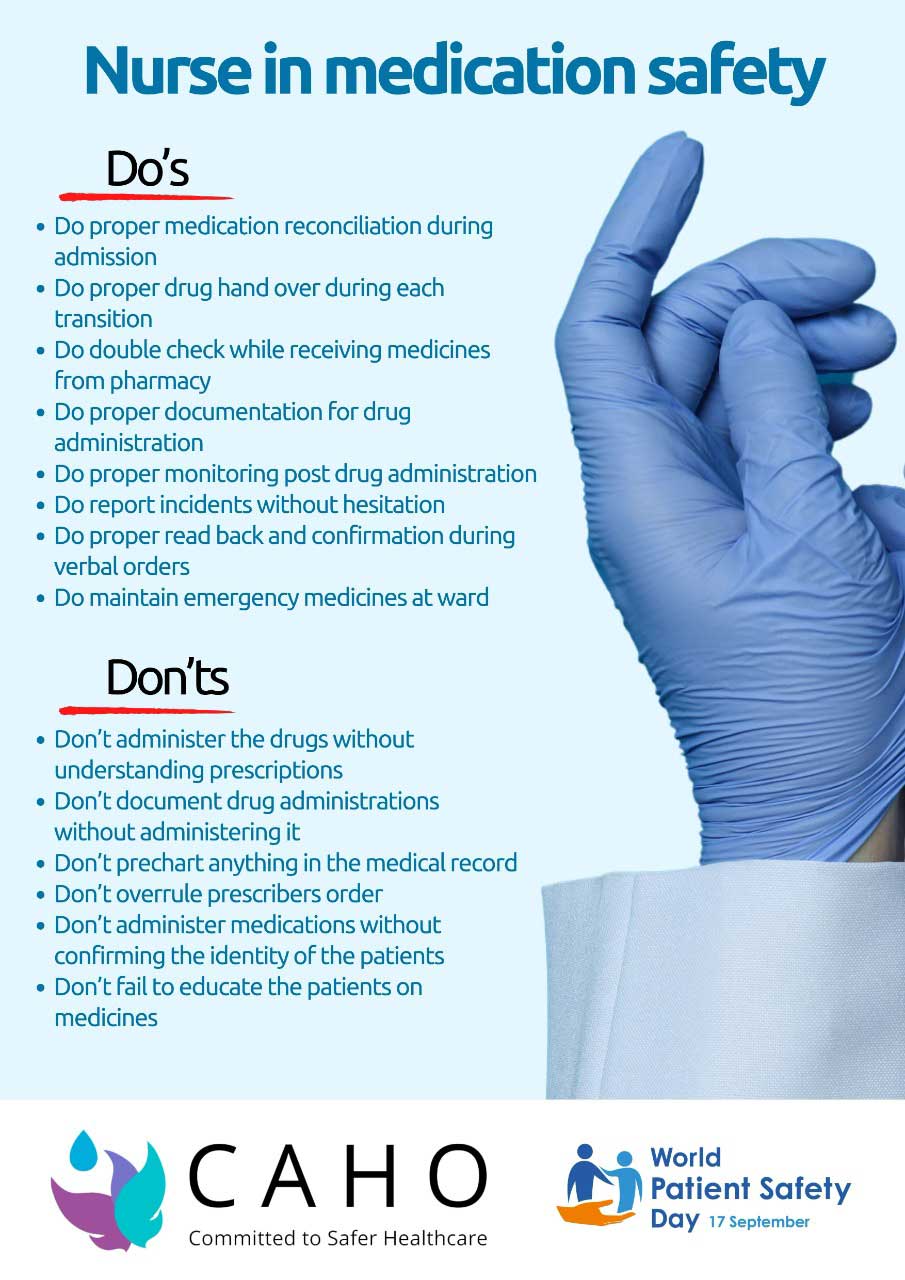 Nurse in medication safety
Do's
• Do proper medication reconciliation during
admission
• Do proper drug hand over during each
transition
• Do double check while receiving medicines
from pharmacy
• Do proper documentation for drug
administration
• Do proper monitoring post drug administration
• Do report incidents without hesitation
• Do proper read back and confirmation during
verbal orders
• Do maintain emergency medicines at ward
Don'ts
• Don't administer the drugs without
understanding prescriptions
• Don't document drug administrations
without administering it
• Don't prechart anything in the medical record
• Don't overrule prescribers order
• Don't administer medications without
confirming the identity of the patients
• Don't fail to educate the patients on
medicines
CAHO
Committed to Safer Healthcare
World
Patient Safety
Day 17 September